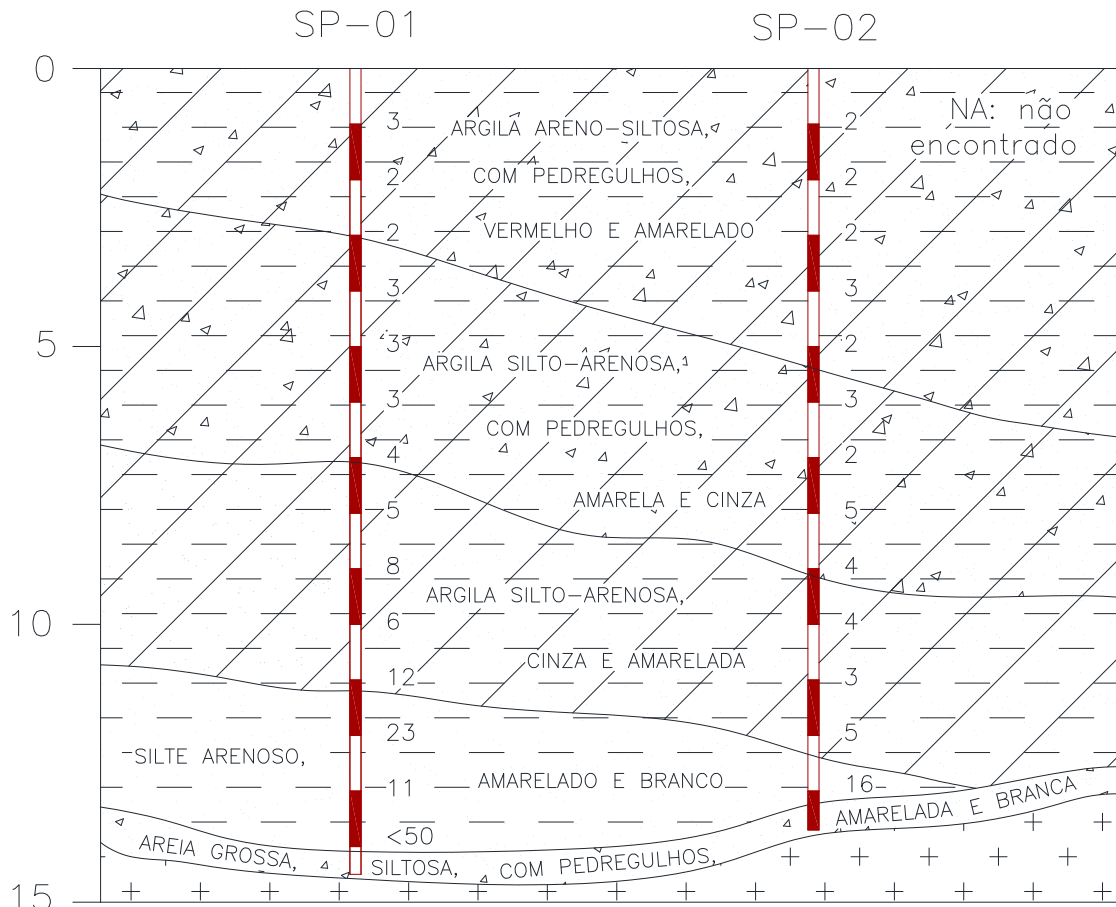 SP-01
SP-02
0
NA: não
encontrado
3
ARGILA ARENO-SILTOSA,
2
2
COM PEDREGULHOS,
2
2
VERMELHO E AMARELADO
2
3
3
5
3
ARGILA SILTO-ARENOSA,
2
3
COM PEDREGULHOS,
3
4
2
AMARELA E CINZA
5
5
8
4
ARGILA SILTO-ARENOSA,
10
6
4
CINZA E AMARELADA
12
3
23
5
SILTE ARENOSO,
AMARELADO E BRANCO
11
16
<50
AREIA GROSSA, SILTOSA, COM PEDREGULHOS, AMARELADA E BRANCA
15